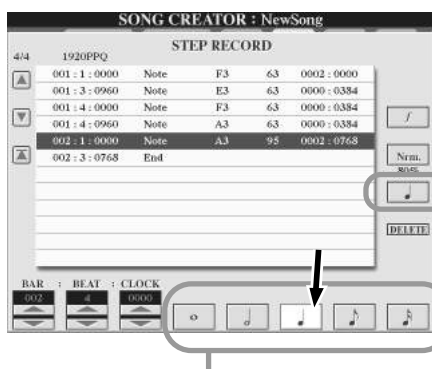 SONG CREATOR : NewSong
STEP RECORD
4/4 1920PPQ
001 : 1 : 0000 Note F3 63 0002 : 0000
001 : 3 : 0960 Note E3 63 0000 : 0384
001 : 4 : 0000 Note F3 63 0000 : 0384
001 : 4 : 0960 Note A3 63 0000 : 0384
002 : 1 : 0000 Note A3 95 0002 : 0768
002 : 3 : 0768 End
f
Nrm.
80%
DELETE
BAR : BEAT : CLOCK
002 4 0000